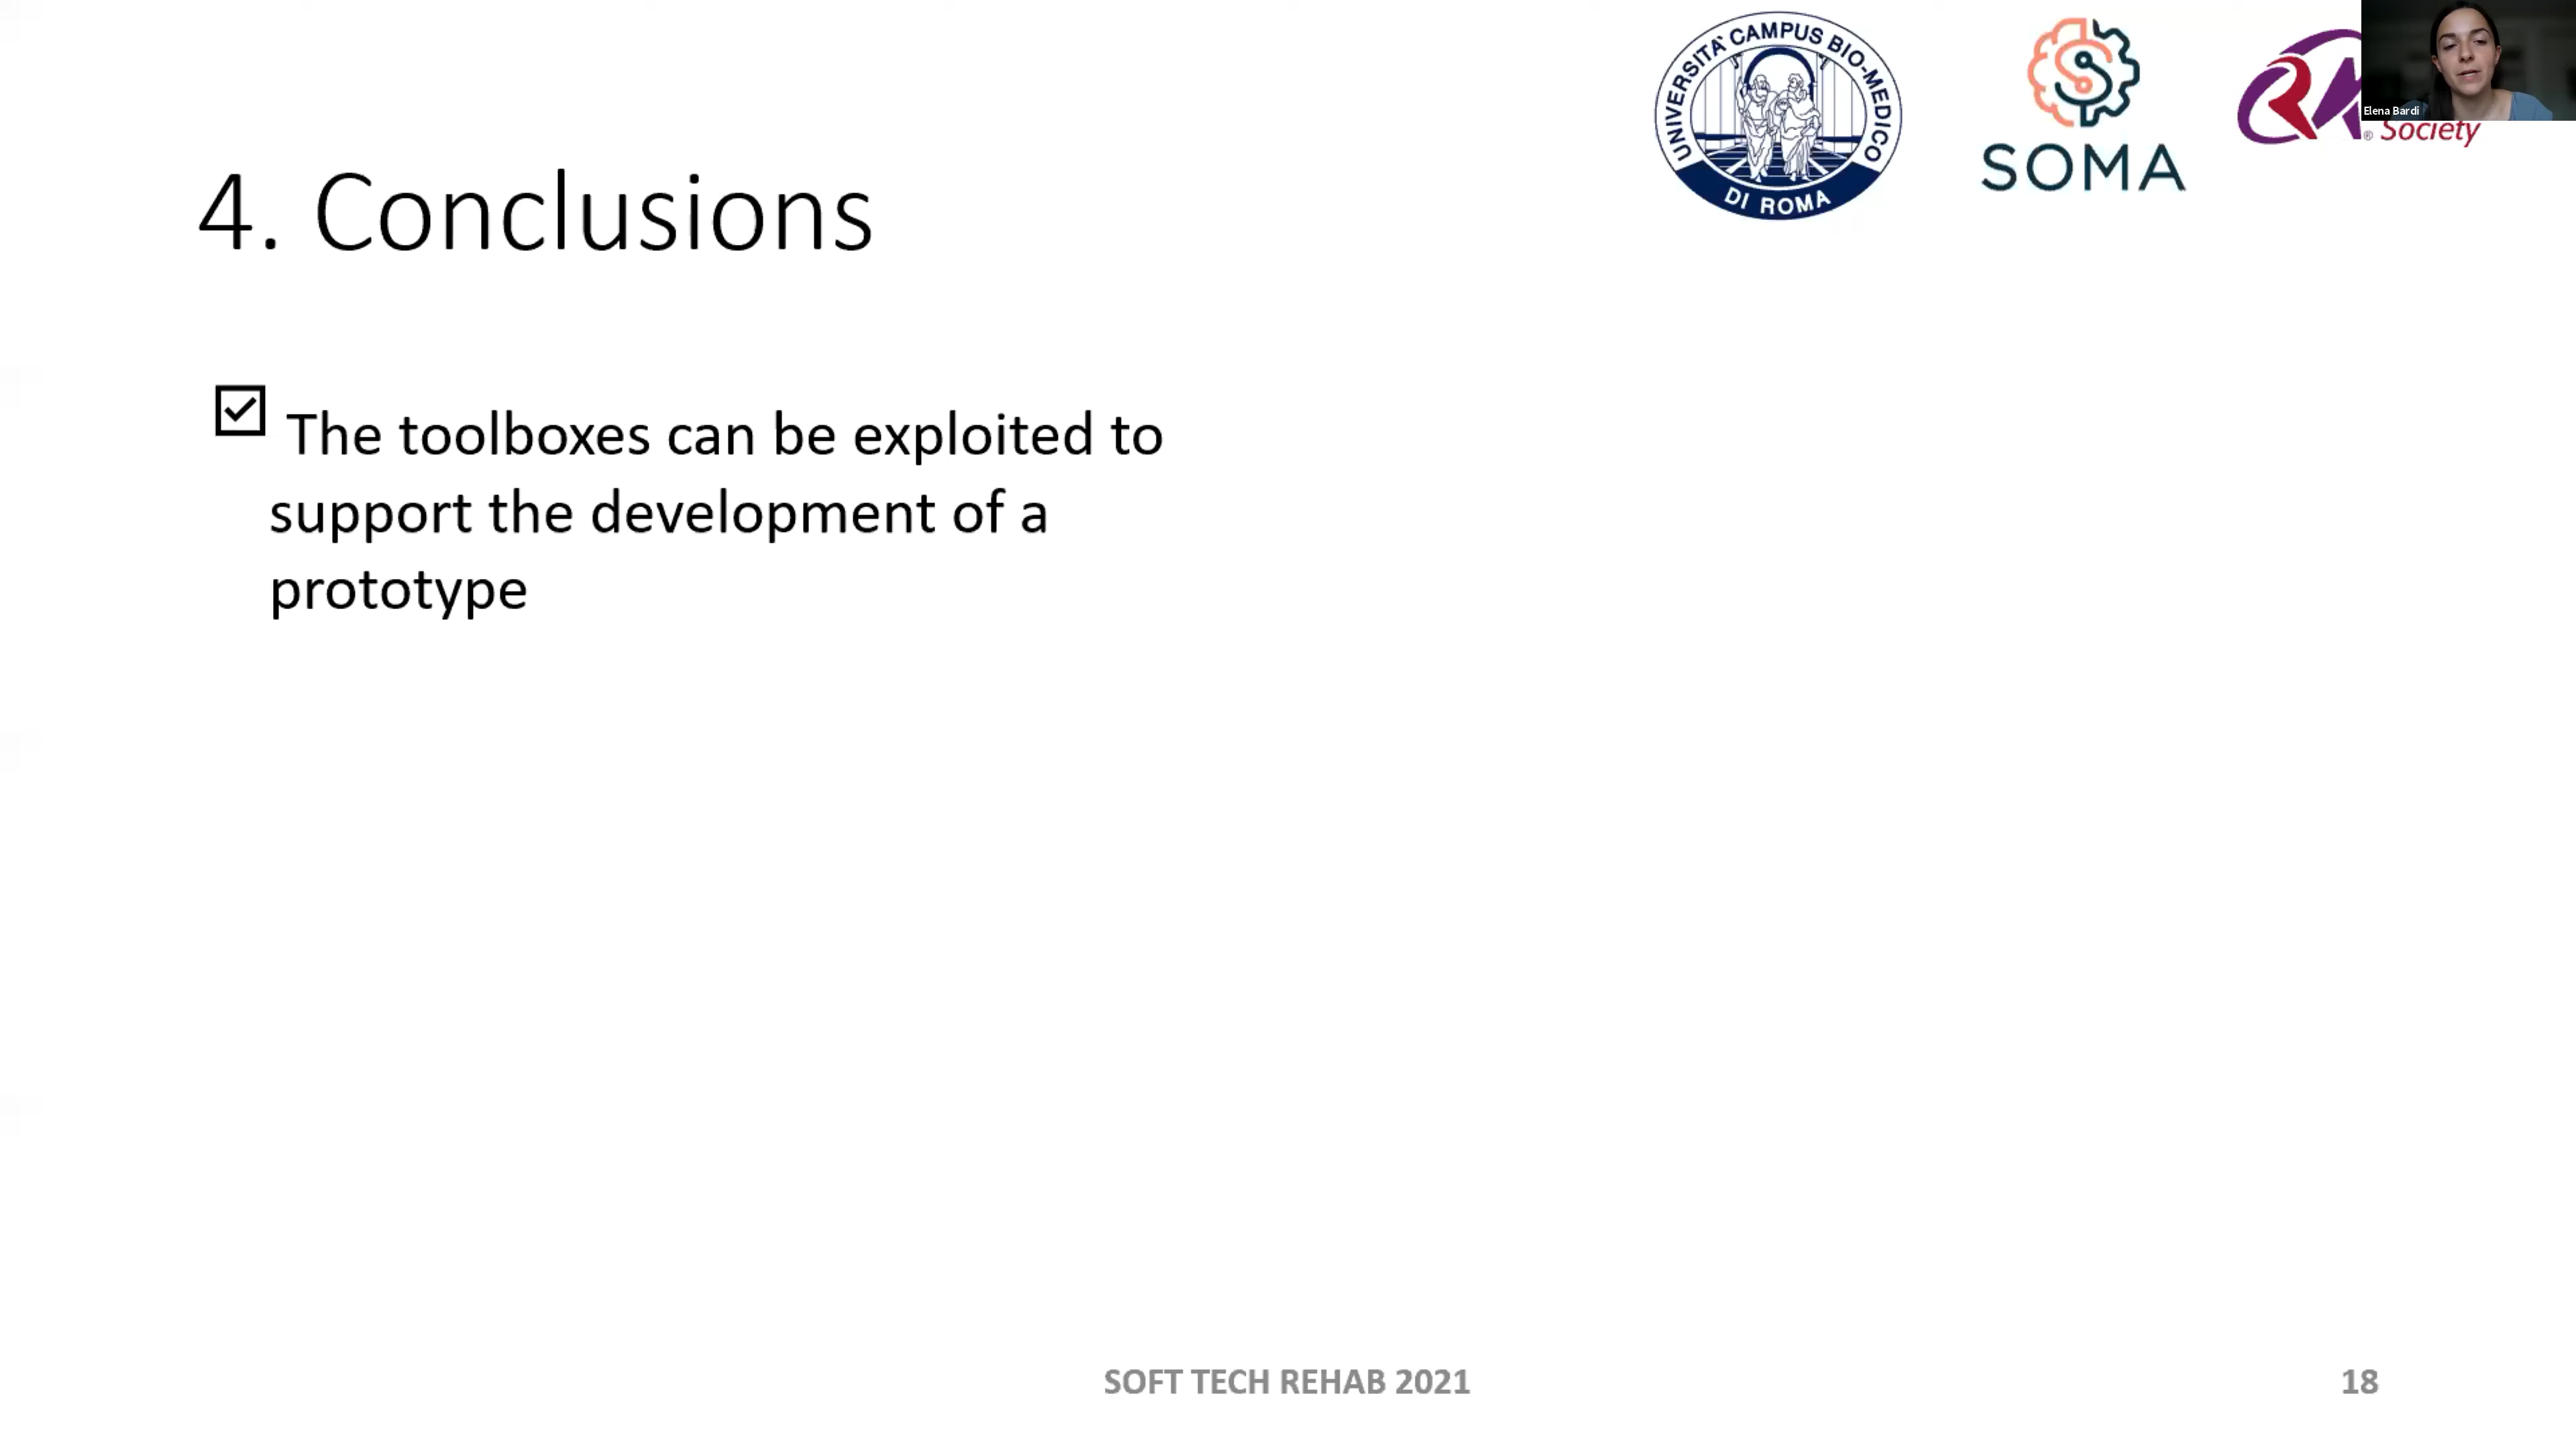 UNIVERSITA' CAMPUS BIO-MEDICO
DI ROMA
SOMA
Elena Bardi
® Society
4. Conclusions
The toolboxes can be exploited to
support the development of a
prototype
SOFT TECH REHAB 2021
18